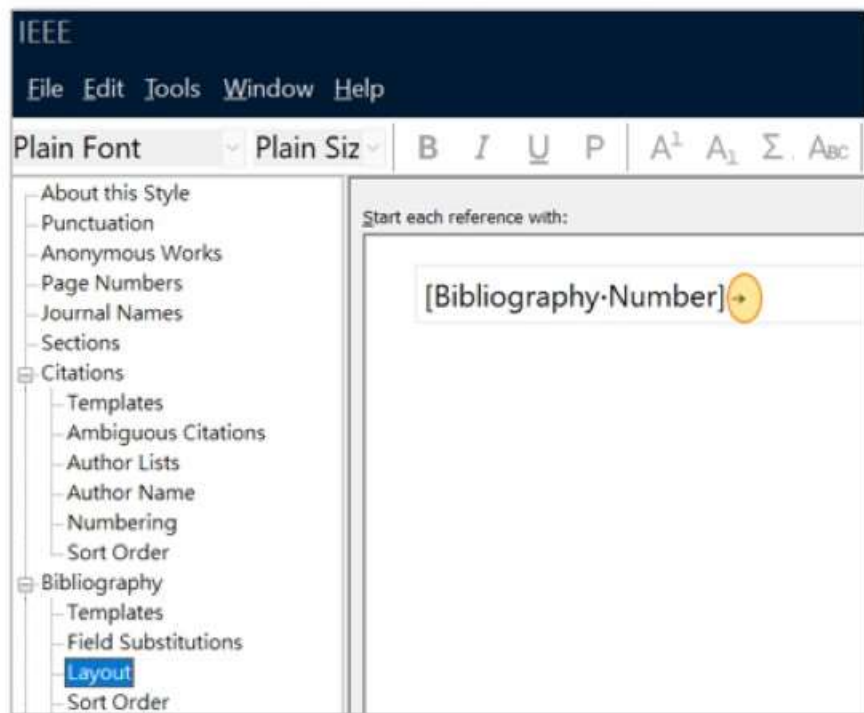 IEEE
File Edit Tools Window Help
Plain Font Plain Siz B I U P A1 A1 Σ ABC
About this Style
Punctuation
Anonymous Works
Page Numbers
Journal Names
Sections
Citations
Templates
Ambiguous Citations
Author Lists
Author Name
Numbering
Sort Order
Bibliography
Templates
Field Substitutions
Layout
Sort Order
Start each reference with:
[Bibliography·Number]→